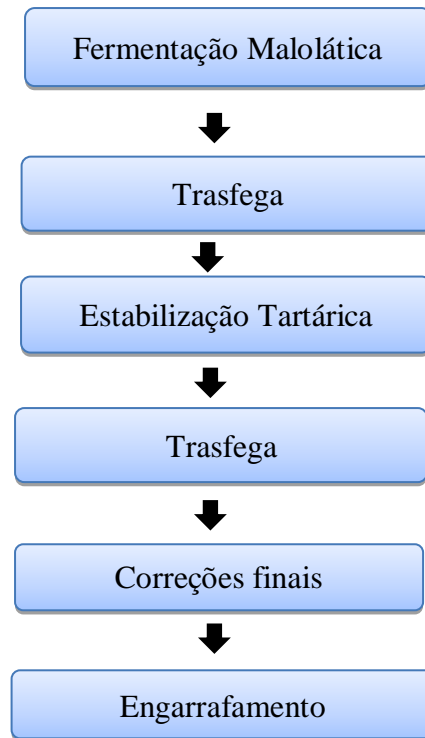 Fermentação Malolática
Trasfega
Estabilização Tartárica
Trasfega
Correções finais
Engarrafamento